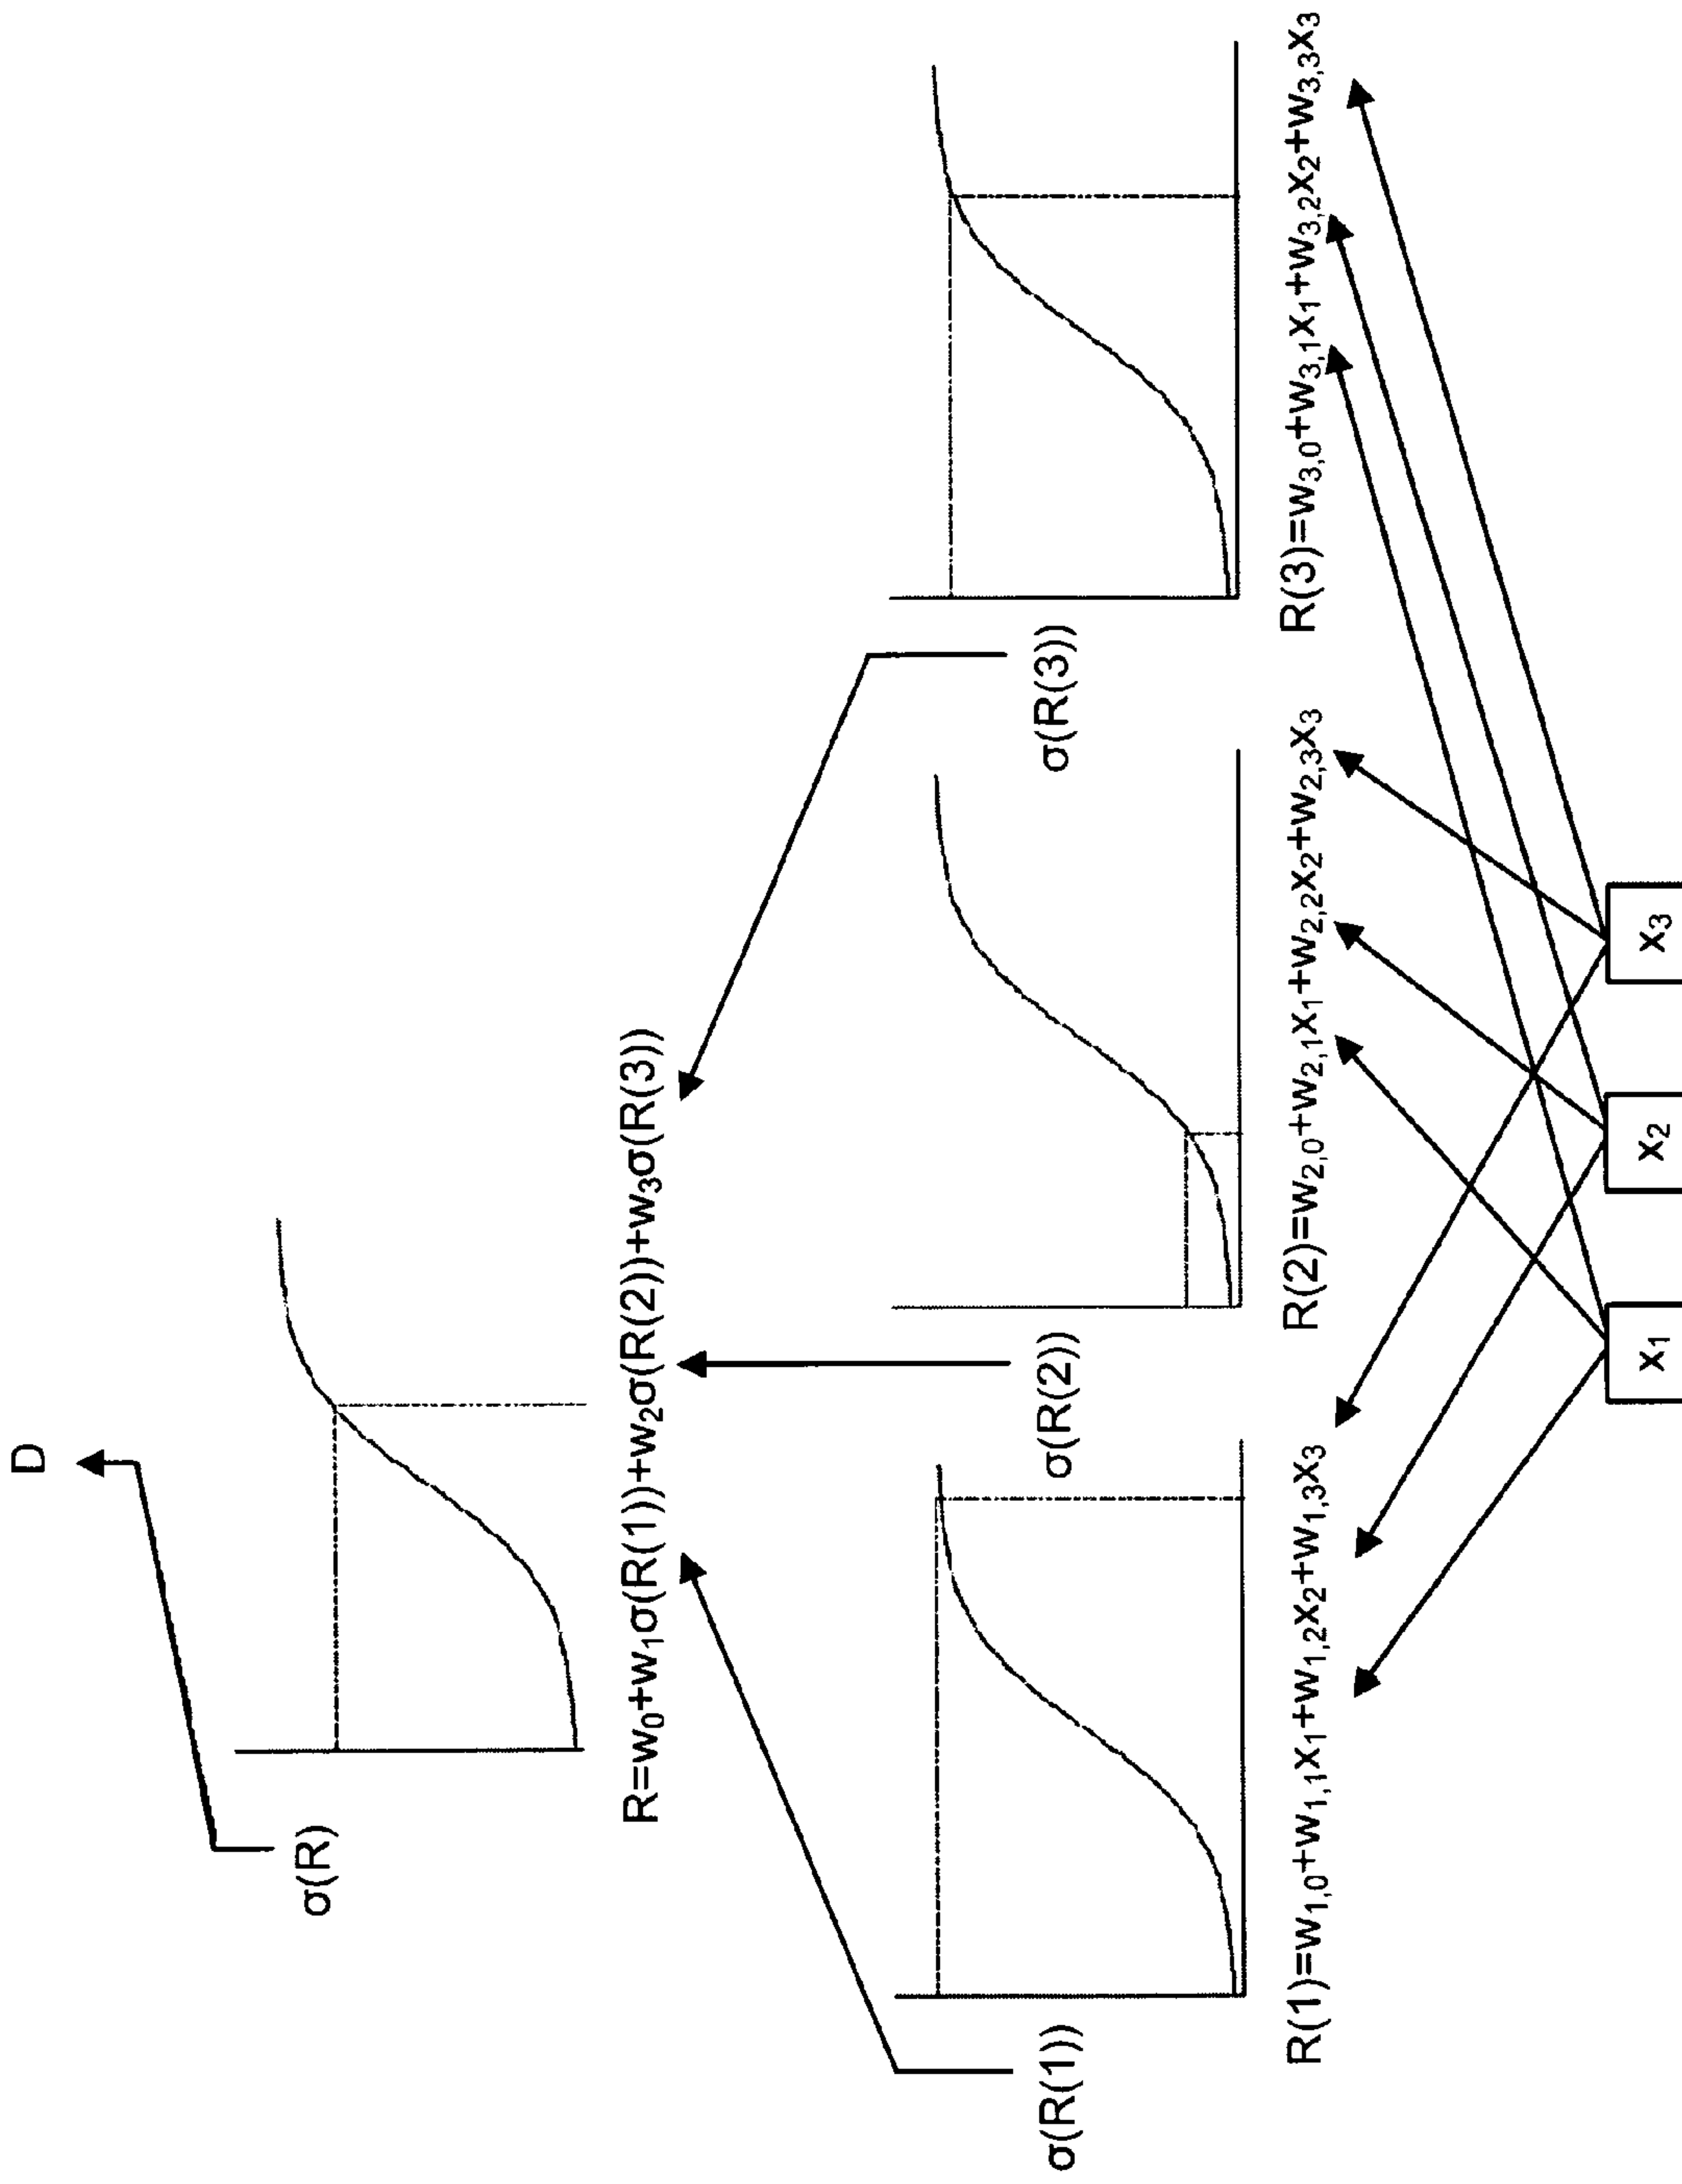 D
σ(R)
R=w₀+w₁σ(R(1))+w₂σ(R(2))+w₃σ(R(3))
σ(R(1))
σ(R(2))
σ(R(3))
R(1)=w₁,₀+w₁,₁x₁+w₁,₂x₂+w₁,₃x₃
R(2)=w₂,₀+w₂,₁x₁+w₂,₂x₂+w₂,₃x₃
R(3)=w₃,₀+w₃,₁x₁+w₃,₂x₂+w₃,₃x₃
x₁
x₂
x₃